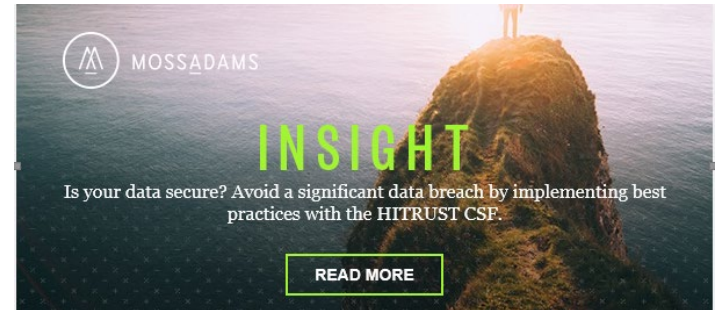 MOSSADAMS
INSIGHT
Is your data secure? Avoid a significant data breach by implementing best
practices with the HITRUST CSF.
READ MORE